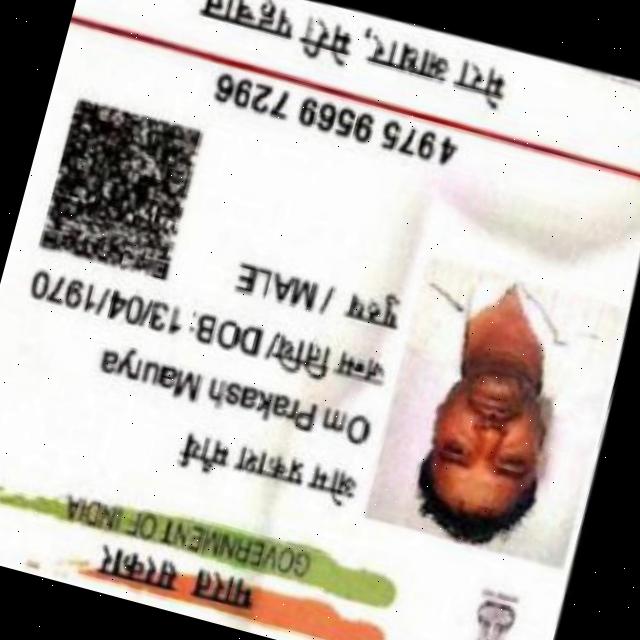 भारत सरकार
GOVERNMENT OF INDIA
ओम प्रकाश मौर्य
Om Prakash Maurya
जन्म तिथि/ DOB: 13/04/1970
पुरुष / MALE
4975 9569 7296
मेरा आधार, मेरी पहचान